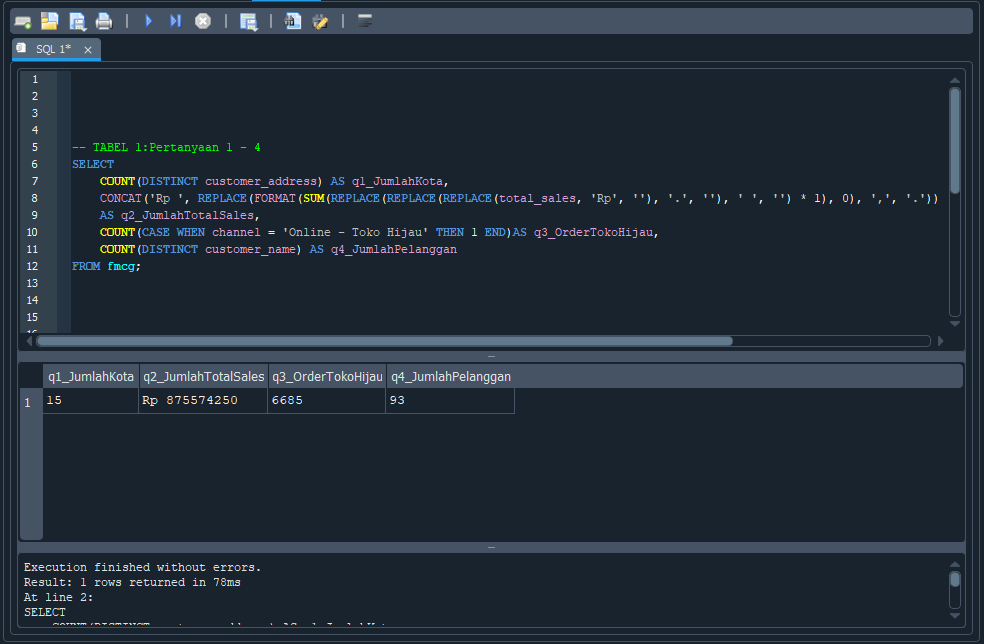 SQL 1*
1
2
3
4
5 -- TABEL 1:Pertanyaan 1 - 4
6 SELECT
7 COUNT(DISTINCT customer_address) AS q1_JumlahKota,
8 CONCAT('Rp ', REPLACE(FORMAT(SUM(REPLACE(REPLACE(REPLACE(total_sales, 'Rp', ''), '.', ''), ' ', '') * 1), 0), ',', '.'))
9 AS q2_JumlahTotalSales,
10 COUNT(CASE WHEN channel = 'Online - Toko Hijau' THEN 1 END)AS q3_OrderTokoHijau,
11 COUNT(DISTINCT customer_name) AS q4_JumlahPelanggan
12 FROM fmcg;
13
14
15
16
q1_JumlahKota q2_JumlahTotalSales q3_OrderTokoHijau q4_JumlahPelanggan
1 15 Rp 875574250 6685 93
Execution finished without errors.
Result: 1 rows returned in 78ms
At line 2:
SELECT